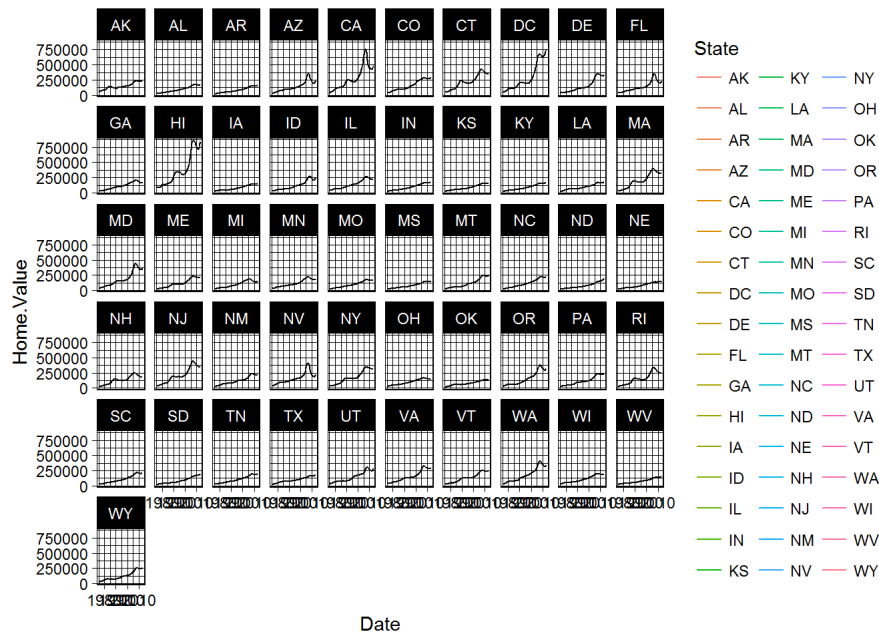 AK AL AR AZ CA CO CT DC DE FL
750000
500000
250000
0
GA HI IA ID IL IN KS KY LA MA
750000
500000
250000
0
MD ME MI MN MO MS MT NC ND NE
750000
500000
250000
0
NH NJ NM NV NY OH OK OR PA RI
750000
500000
250000
0
SC SD TN TX UT VA VT WA WI WV
750000
500000
250000
0
WY
750000
500000
250000
0
Home.Value
Date
State
AK KY NY
AL LA OH
AR MA OK
AZ MD OR
CA ME PA
CO MI RI
CT MN SC
DC MO SD
DE MS TN
FL MT TX
GA NC UT
HI ND VA
IA NE VT
ID NH WA
IL NJ WI
IN NM WV
KS NV WY